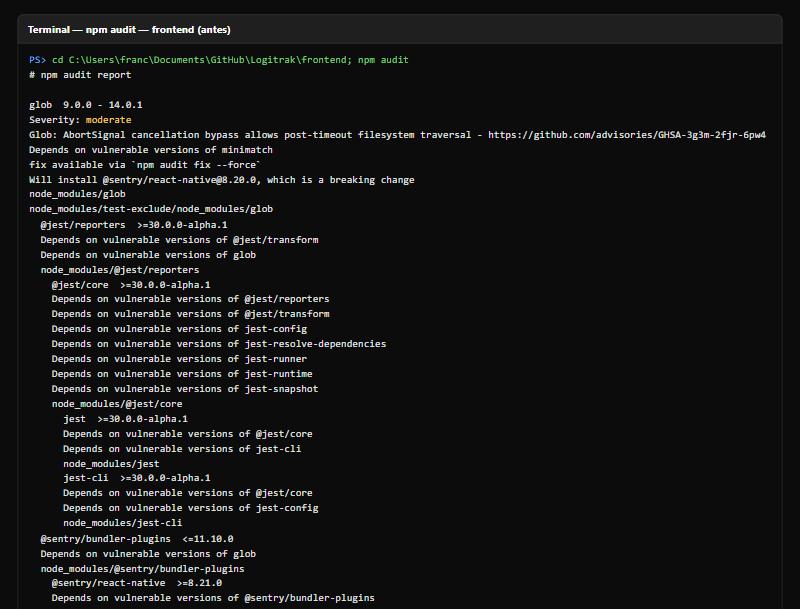 Terminal — npm audit — frontend (antes)
PS> cd C:\Users\franc\Documents\GitHub\Logitrak\frontend; npm audit
# npm audit report
glob  9.0.0 - 14.0.1
Severity: moderate
Glob: AbortSignal cancellation bypass allows post-timeout filesystem traversal - https://github.com/advisories/GHSA-3g3m-2fjr-6pw4
Depends on vulnerable versions of minimatch
fix available via `npm audit fix --force`
Will install @sentry/react-native@8.20.0, which is a breaking change
node_modules/glob
node_modules/test-exclude/node_modules/glob
  @jest/reporters  >=30.0.0-alpha.1
  Depends on vulnerable versions of @jest/transform
  Depends on vulnerable versions of glob
  node_modules/@jest/reporters
    @jest/core  >=30.0.0-alpha.1
    Depends on vulnerable versions of @jest/reporters
    Depends on vulnerable versions of @jest/transform
    Depends on vulnerable versions of jest-config
    Depends on vulnerable versions of jest-resolve-dependencies
    Depends on vulnerable versions of jest-runner
    Depends on vulnerable versions of jest-runtime
    Depends on vulnerable versions of jest-snapshot
    node_modules/@jest/core
      jest  >=30.0.0-alpha.1
      Depends on vulnerable versions of @jest/core
      Depends on vulnerable versions of jest-cli
      node_modules/jest
      jest-cli  >=30.0.0-alpha.1
      Depends on vulnerable versions of @jest/core
      Depends on vulnerable versions of jest-config
      node_modules/jest-cli
  @sentry/bundler-plugins  <=11.10.0
  Depends on vulnerable versions of glob
  node_modules/@sentry/bundler-plugins
    @sentry/react-native  >=8.21.0
    Depends on vulnerable versions of @sentry/bundler-plugins